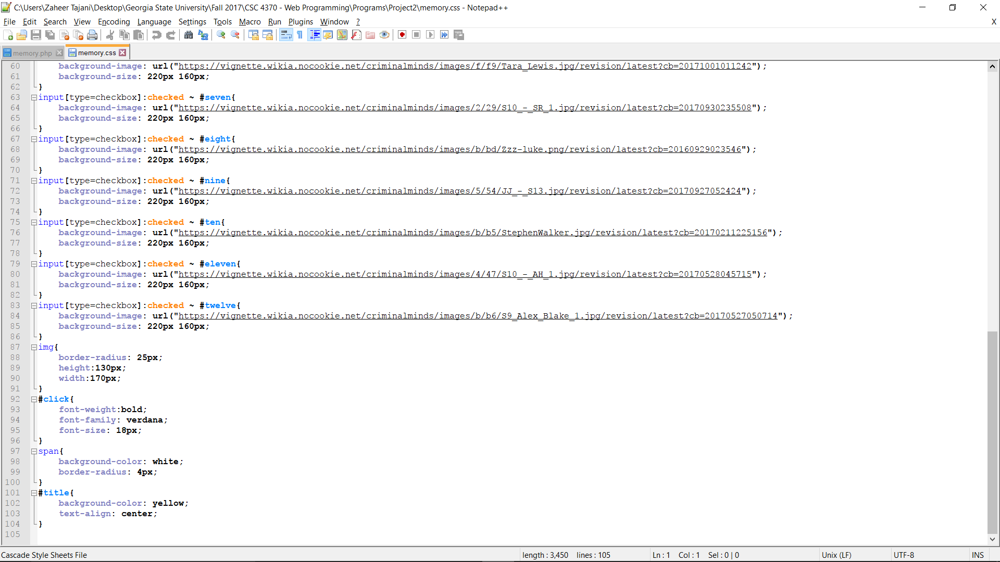 C:\Users\Zaheer Tajani\Desktop\Georgia State University\Fall 2017\CSC 4370 - Web Programming\Programs\Project2\memory.css - Notepad++
File Edit Search View Encoding Language Settings Tools Macro Run Plugins Window ? X
memory.php memory.css
60 background-image: url("https://vignette.wikia.nocookie.net/criminalminds/images/f/f9/Tara_Lewis.jpg/revision/latest?cb=20171001011242");
61 background-size: 220px 160px;
62 }
63 input[type=checkbox]:checked ~ #seven{
64 background-image: url("https://vignette.wikia.nocookie.net/criminalminds/images/2/29/S10_-_SR_1.jpg/revision/latest?cb=20170930235508");
65 background-size: 220px 160px;
66 }
67 input[type=checkbox]:checked ~ #eight{
68 background-image: url("https://vignette.wikia.nocookie.net/criminalminds/images/b/bd/Zzz-luke.png/revision/latest?cb=20160929023546");
69 background-size: 220px 160px;
70 }
71 input[type=checkbox]:checked ~ #nine{
72 background-image: url("https://vignette.wikia.nocookie.net/criminalminds/images/5/54/JJ_-_S13.jpg/revision/latest?cb=20170927052424");
73 background-size: 220px 160px;
74 }
75 input[type=checkbox]:checked ~ #ten{
76 background-image: url("https://vignette.wikia.nocookie.net/criminalminds/images/b/b5/StephenWalker.jpg/revision/latest?cb=20170211225156");
77 background-size: 220px 160px;
78 }
79 input[type=checkbox]:checked ~ #eleven{
80 background-image: url("https://vignette.wikia.nocookie.net/criminalminds/images/4/47/S10_-_AH_1.jpg/revision/latest?cb=20170528045715");
81 background-size: 220px 160px;
82 }
83 input[type=checkbox]:checked ~ #twelve{
84 background-image: url("https://vignette.wikia.nocookie.net/criminalminds/images/b/b6/S9_Alex_Blake_1.jpg/revision/latest?cb=20170527050714");
85 background-size: 220px 160px;
86 }
87 img{
88 border-radius: 25px;
89 height:130px;
90 width:170px;
91 }
92 #click{
93 font-weight:bold;
94 font-family: verdana;
95 font-size: 18px;
96 }
97 span{
98 background-color: white;
99 border-radius: 4px;
100 }
101 #title{
102 background-color: yellow;
103 text-align: center;
104 }
105
Cascade Style Sheets File length : 3,450 lines : 105 Ln : 1 Col : 1 Sel : 0 | 0 Unix (LF) UTF-8 INS